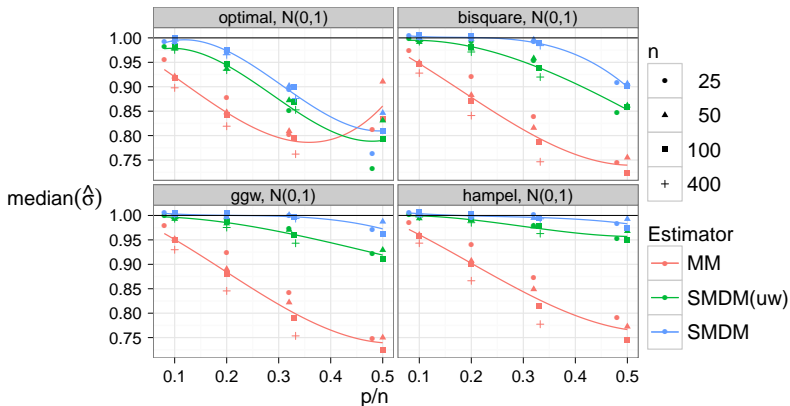 optimal, N(0,1)
bisquare, N(0,1)
1.00
0.95
0.90
0.85
0.80
0.75
ggw, N(0,1)
hampel, N(0,1)
1.00
0.95
0.90
0.85
0.80
0.75
median(σ̂)
0.1 0.2 0.3 0.4 0.5
0.1 0.2 0.3 0.4 0.5
p/n
n
25
50
100
400
Estimator
MM
SMDM(uw)
SMDM